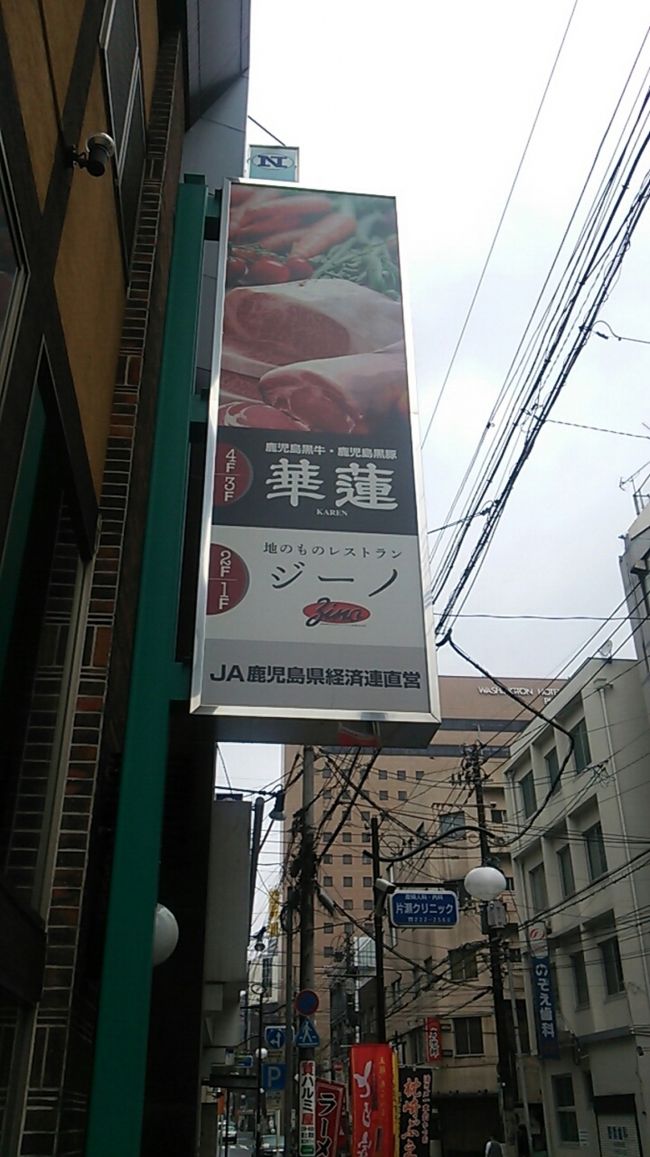 N
鹿児島黒牛・鹿児島黒豚
4F
3F
華蓮
KAREN
地のものレストラン
2F
1F
ジーノ
Zino
JA鹿児島県経済連直営
WASHINGTON HOTEL
片瀬クリニック
のぞえ歯科
P
ラーメン